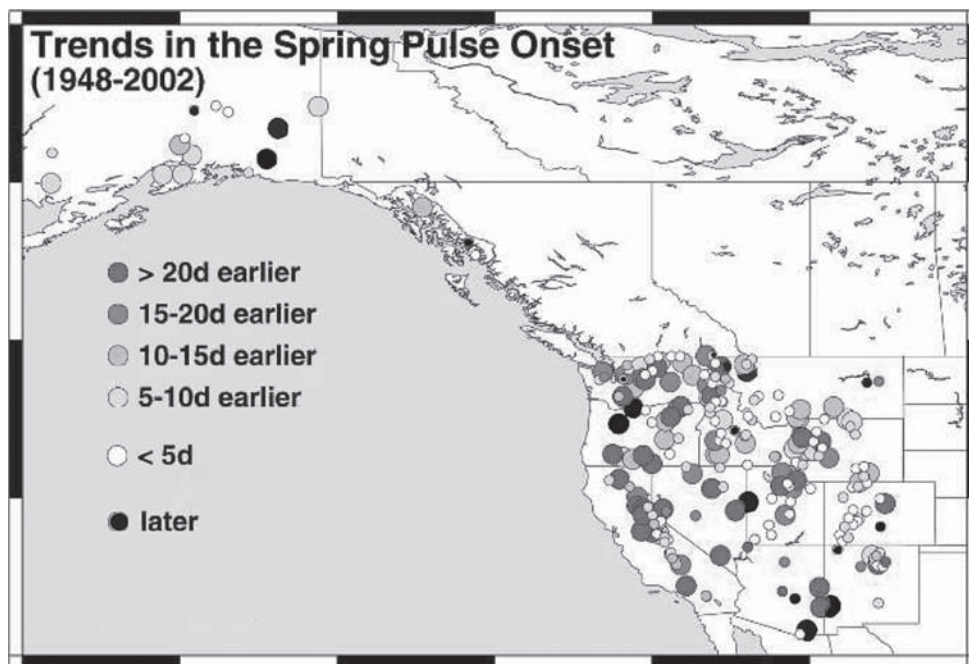 Trends in the Spring Pulse Onset
(1948-2002)
> 20d earlier
15-20d earlier
10-15d earlier
5-10d earlier
< 5d
later